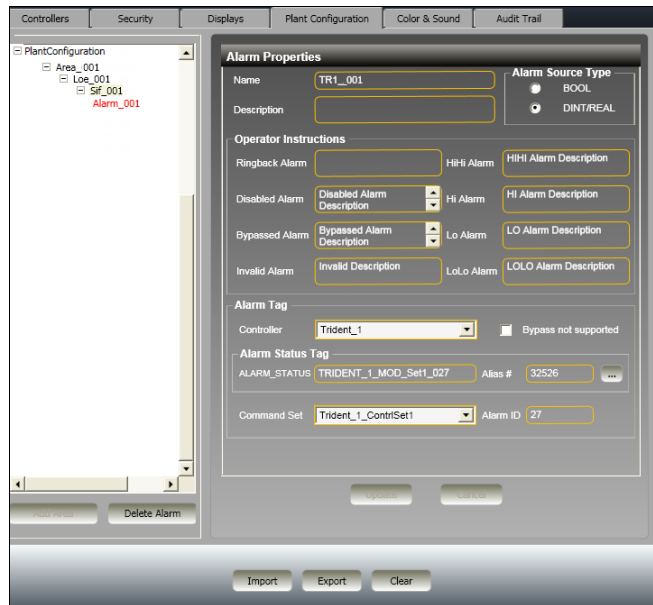 Controllers Security Displays Plant Configuration Color & Sound Audit Trail
PlantConfiguration
Area_001
Loe_001
Sif_001
Alarm_001
Alarm Properties
Name TR1__001
Alarm Source Type
BOOL
DINT/REAL
Description
Operator Instructions
Ringback Alarm HiHi Alarm HIHI Alarm Description
Disabled Alarm Disabled Alarm Description Hi Alarm HI Alarm Description
Bypassed Alarm Bypassed Alarm Description Lo Alarm LO Alarm Description
Invalid Alarm Invalid Description LoLo Alarm LOLO Alarm Description
Alarm Tag
Controller Trident_1 Bypass not supported
Alarm Status Tag
ALARM_STATUS TRIDENT_1_MOD_Set1_027 Alias # 32526 ...
Command Set Trident_1_ContrlSet1 Alarm ID 27
Update Cancel
Add Area Delete Alarm
Import Export Clear